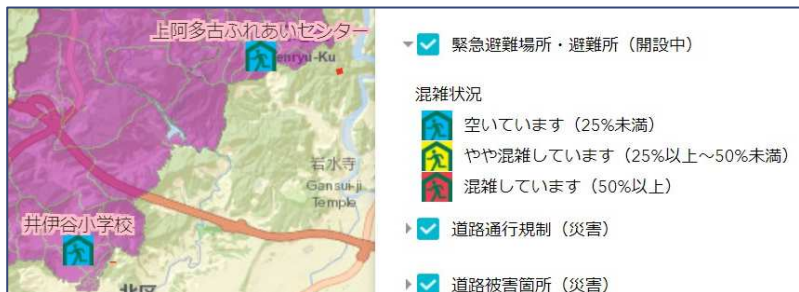 上阿多古ふれあいセンター
enryu-Ku
岩水寺
Gansui-ji
Temple
井伊谷小学校
北区
緊急避難場所・避難所（開設中）
混雑状況
空いています（25%未満）
やや混雑しています（25%以上～50%未満）
混雑しています（50%以上）
道路通行規制（災害）
道路被害箇所（災害）